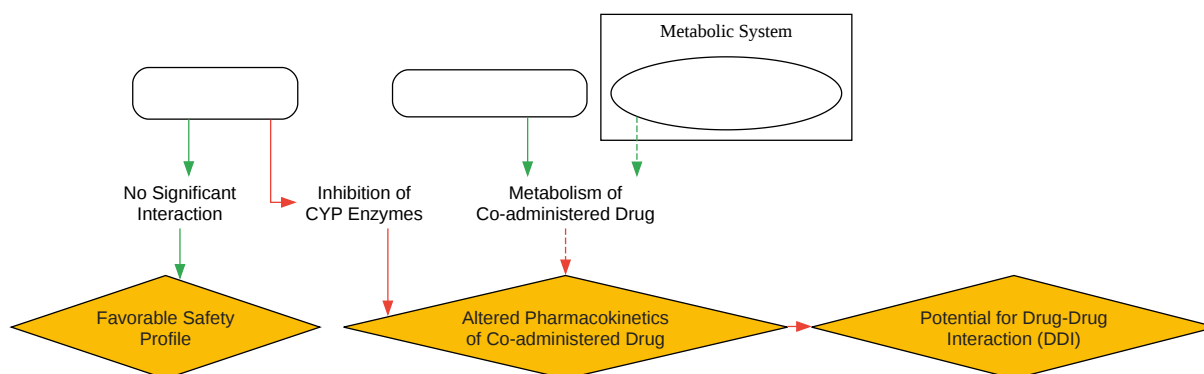 Metabolic System
No Significant
Interaction
Inhibition of
CYP Enzymes
Metabolism of
Co-administered Drug
Favorable Safety
Profile
Altered Pharmacokinetics
of Co-administered Drug
Potential for Drug-Drug
Interaction (DDI)